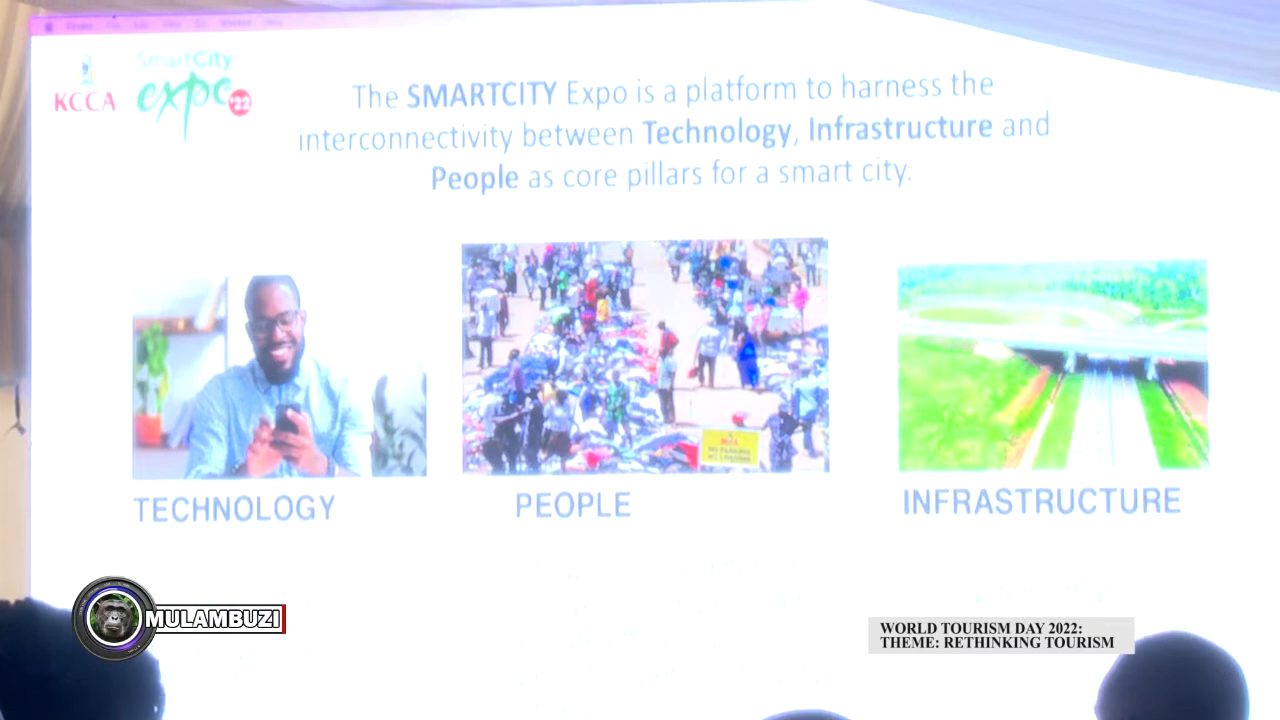 KCCA
SmartCity
expo '22
The SMARTCITY Expo is a platform to harness the
interconnectivity between Technology, Infrastructure and
People as core pillars for a smart city.
TECHNOLOGY
PEOPLE
INFRASTRUCTURE
MULAMBUZI
WORLD TOURISM DAY 2022:
THEME: RETHINKING TOURISM